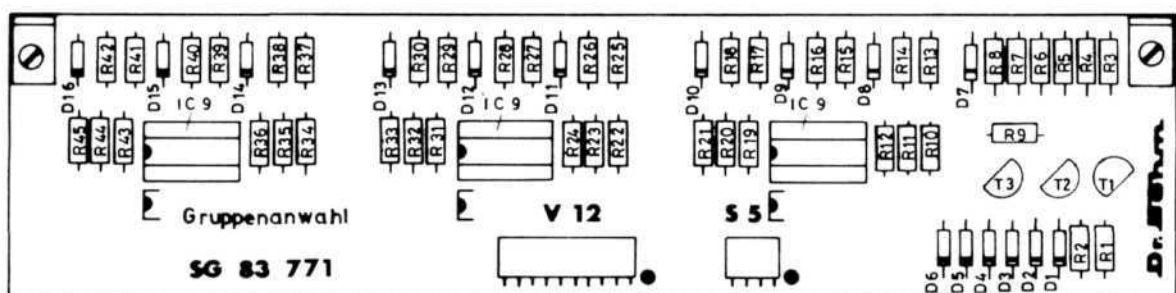 R42 R41 R40 R39 R38 R37 R30 R29 R28 R27 R26 R25 R18 R17 R16 R15 R14 R13 R8 R7 R6 R5 R4 R3
D16 D15 D14 D13 D12 D11 D10 D9 D8 D7
IC 9 IC 9 IC 9
R45 R44 R43 R36 R35 R34 R33 R32 R31 R24 R23 R22 R21 R20 R19 R12 R11 R10 R9
T3 T2 T1
Gruppenanwahl V 12 S 5
SG 83 771
D6 D5 D4 D3 D2 D1 R2 R1
Dr. Böhm